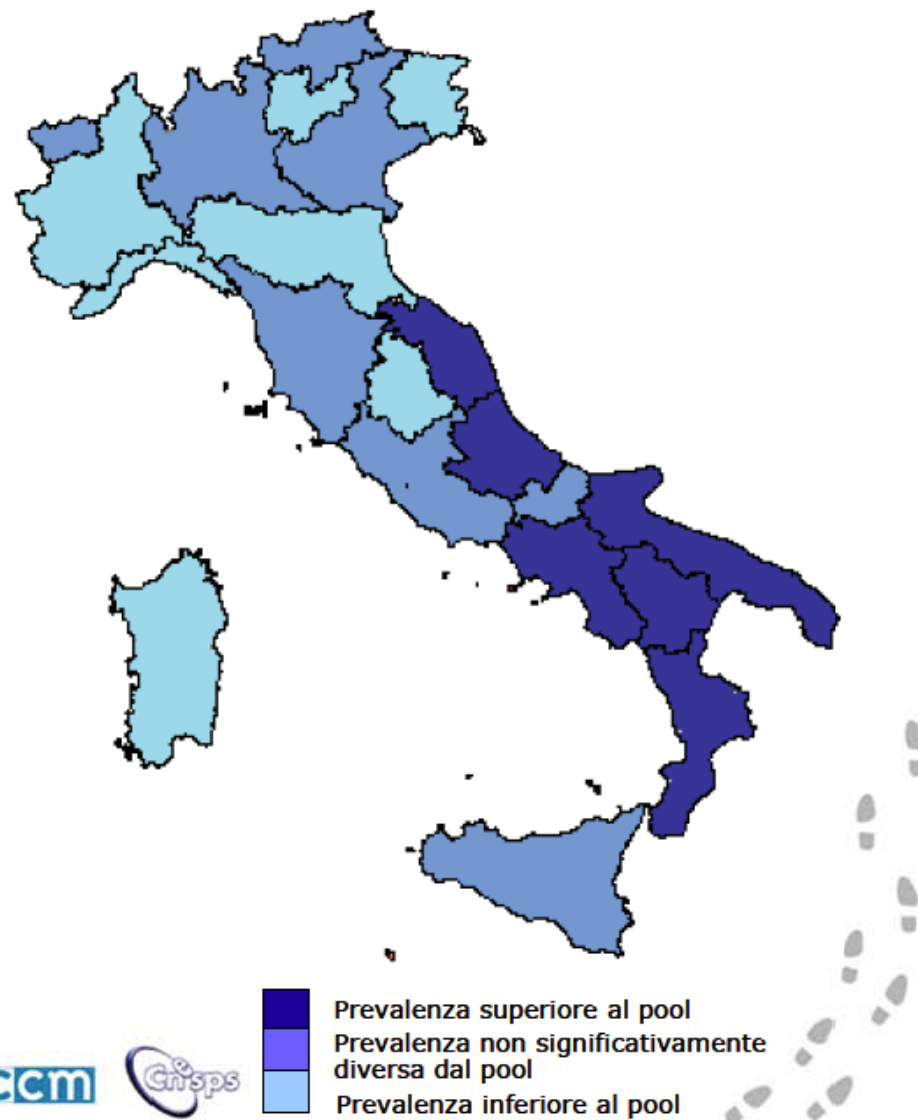 Prevalenza superiore al pool
Prevalenza non significativamente
diversa dal pool
Prevalenza inferiore al pool
ccm